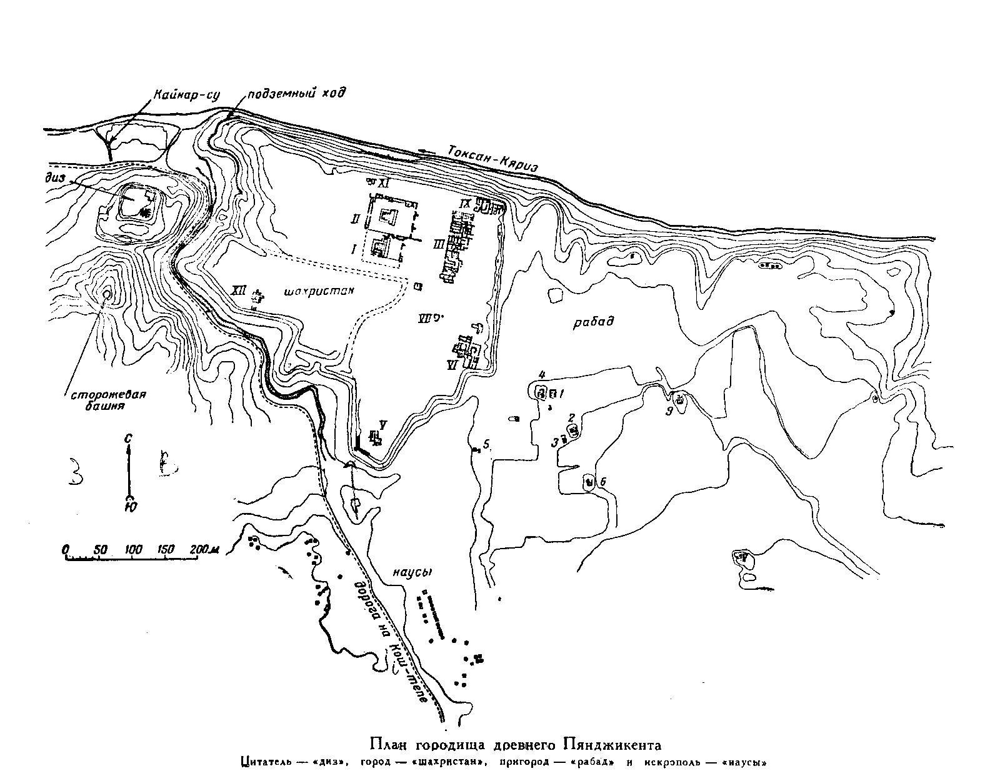 Кайнар-су
подземный ход
Токсан-Кяриз
диз
XI
IX
II
III
I
XII
шахристан
VII
рабад
VI
4
1
сторожевая
башня
9
2
V
3
5
С
З
В
6
Ю
0 50 100 150 200 м
наусы
дорога на Кош-тепе
План городища древнего Пянджикента
Цитатель — «диз», город — «шахристан», пригород — «рабад» и некрополь — «наусы»